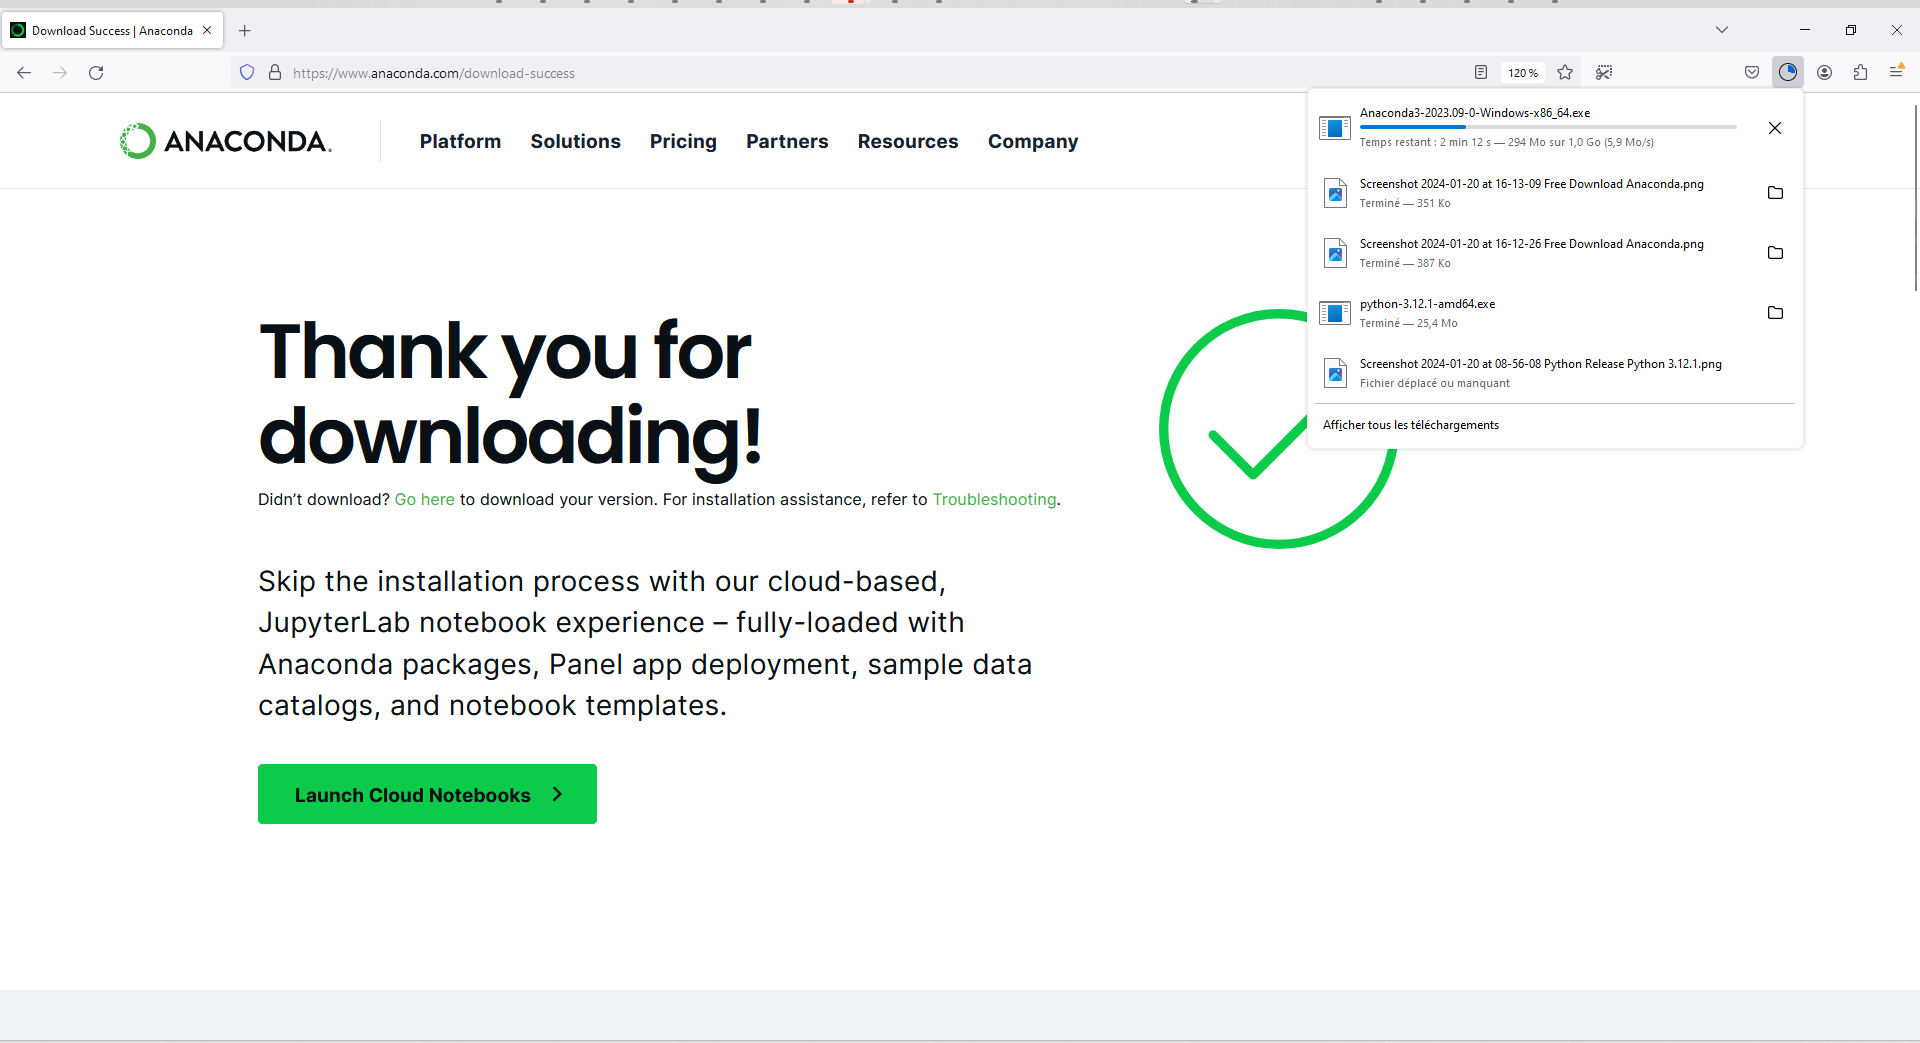 Download Success | Anaconda
https://www.anaconda.com/download-success
120 %
ANACONDA.
Platform
Solutions
Pricing
Partners
Resources
Company
Anaconda3-2023.09-0-Windows-x86_64.exe
Temps restant : 2 min 12 s — 294 Mo sur 1,0 Go (5,9 Mo/s)
Screenshot 2024-01-20 at 16-13-09 Free Download Anaconda.png
Terminé — 351 Ko
Screenshot 2024-01-20 at 16-12-26 Free Download Anaconda.png
Terminé — 387 Ko
python-3.12.1-amd64.exe
Terminé — 25,4 Mo
Screenshot 2024-01-20 at 08-56-08 Python Release Python 3.12.1.png
Fichier déplacé ou manquant
Afficher tous les téléchargements
Thank you for
downloading!
Didn’t download? Go here to download your version. For installation assistance, refer to Troubleshooting.
Skip the installation process with our cloud-based,
JupyterLab notebook experience – fully-loaded with
Anaconda packages, Panel app deployment, sample data
catalogs, and notebook templates.
Launch Cloud Notebooks